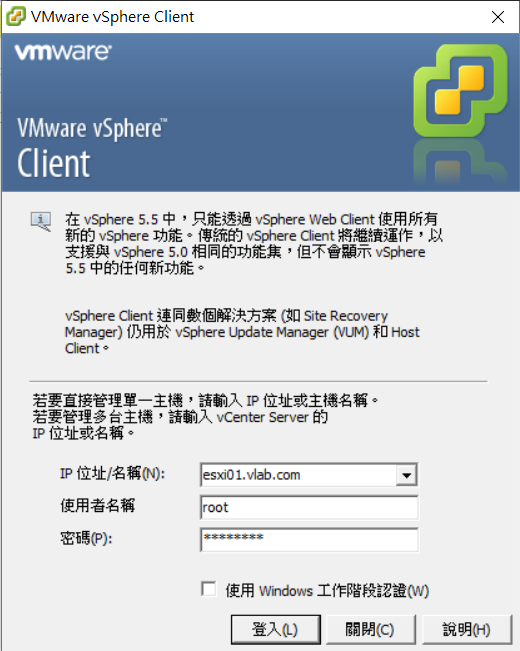 VMware vSphere Client
vmware
VMware vSphere™
Client
在 vSphere 5.5 中，只能透過 vSphere Web Client 使用所有
新的 vSphere 功能。傳統的 vSphere Client 將繼續運作，以
支援與 vSphere 5.0 相同的功能集，但不會顯示 vSphere
5.5 中的任何新功能。
vSphere Client 連同數個解決方案 (如 Site Recovery
Manager) 仍用於 vSphere Update Manager (VUM) 和 Host
Client。
若要直接管理單一主機，請輸入 IP 位址或主機名稱。
若要管理多台主機，請輸入 vCenter Server 的
IP 位址或名稱。
IP 位址/名稱(N):
esxi01.vlab.com
使用者名稱
root
密碼(P):
********
使用 Windows 工作階段認證(W)
登入(L)
關閉(C)
說明(H)